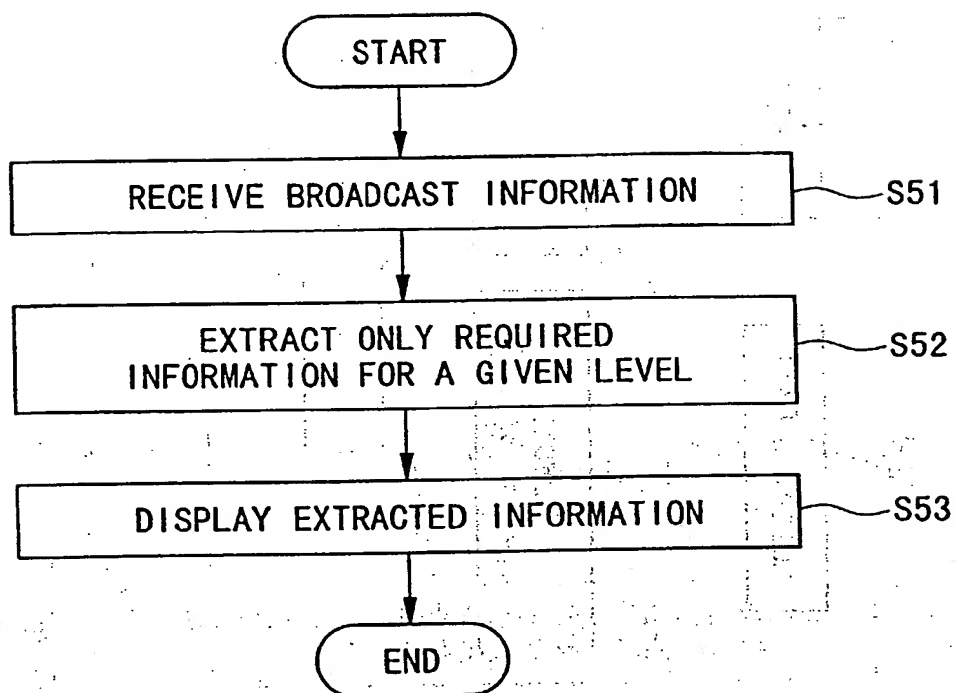 START
RECEIVE BROADCAST INFORMATION
S51
EXTRACT ONLY REQUIRED
INFORMATION FOR A GIVEN LEVEL
S52
DISPLAY EXTRACTED INFORMATION
S53
END